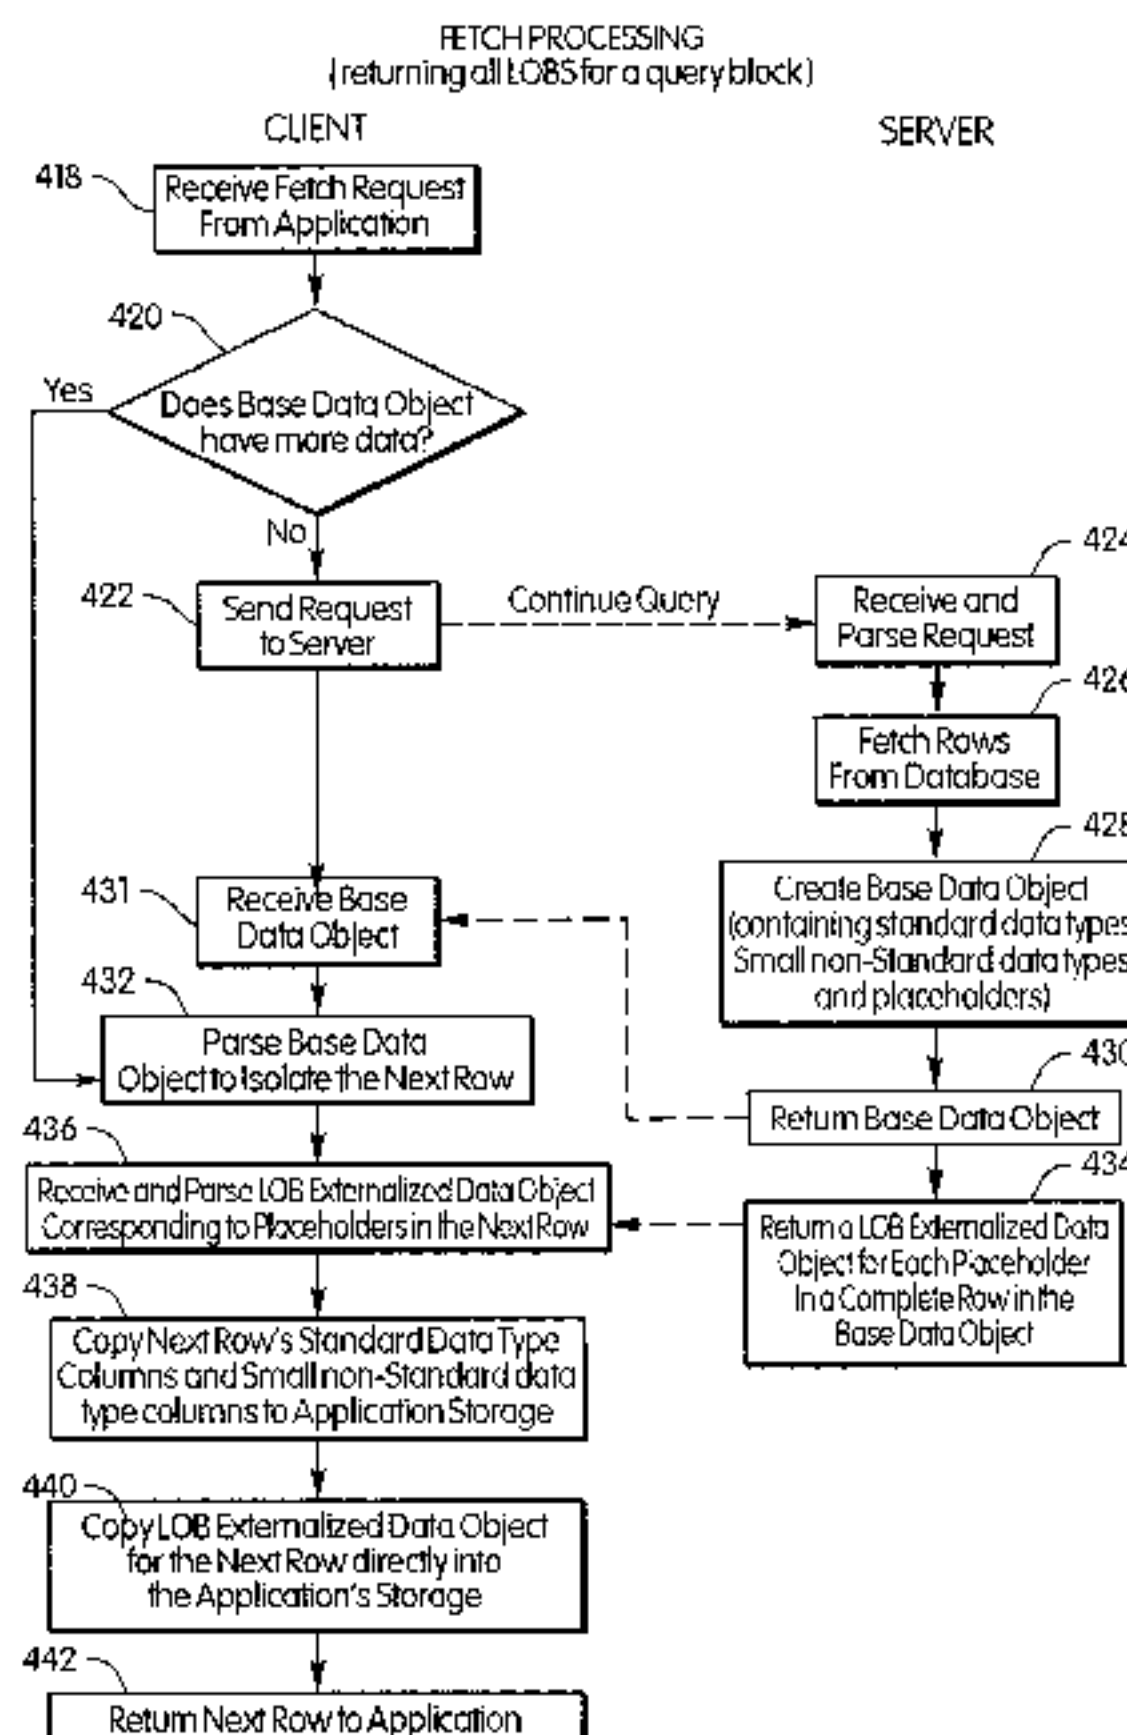 FETCH PROCESSING
(returning all LOBS for a query block)
CLIENT
SERVER
418
Receive Fetch Request
From Application
420
Yes
Does Base Data Object
have more data?
No
422
Send Request
to Server
Continue Query
424
Receive and
Parse Request
426
Fetch Rows
From Database
428
Create Base Data Object
(containing standard data types
Small non-Standard data types
and placeholders)
431
Receive Base
Data Object
432
Parse Base Data
Object to Isolate the Next Row
430
Return Base Data Object
436
Receive and Parse LOB Externalized Data Object
Corresponding to Placeholders in the Next Row
434
Return a LOB Externalized Data
Object for Each Placeholder
In a Complete Row in the
Base Data Object
438
Copy Next Row's Standard Data Type
Columns and Small non-Standard data
type columns to Application Storage
440
Copy LOB Externalized Data Object
for the Next Row directly into
the Application's Storage
442
Return Next Row to Application